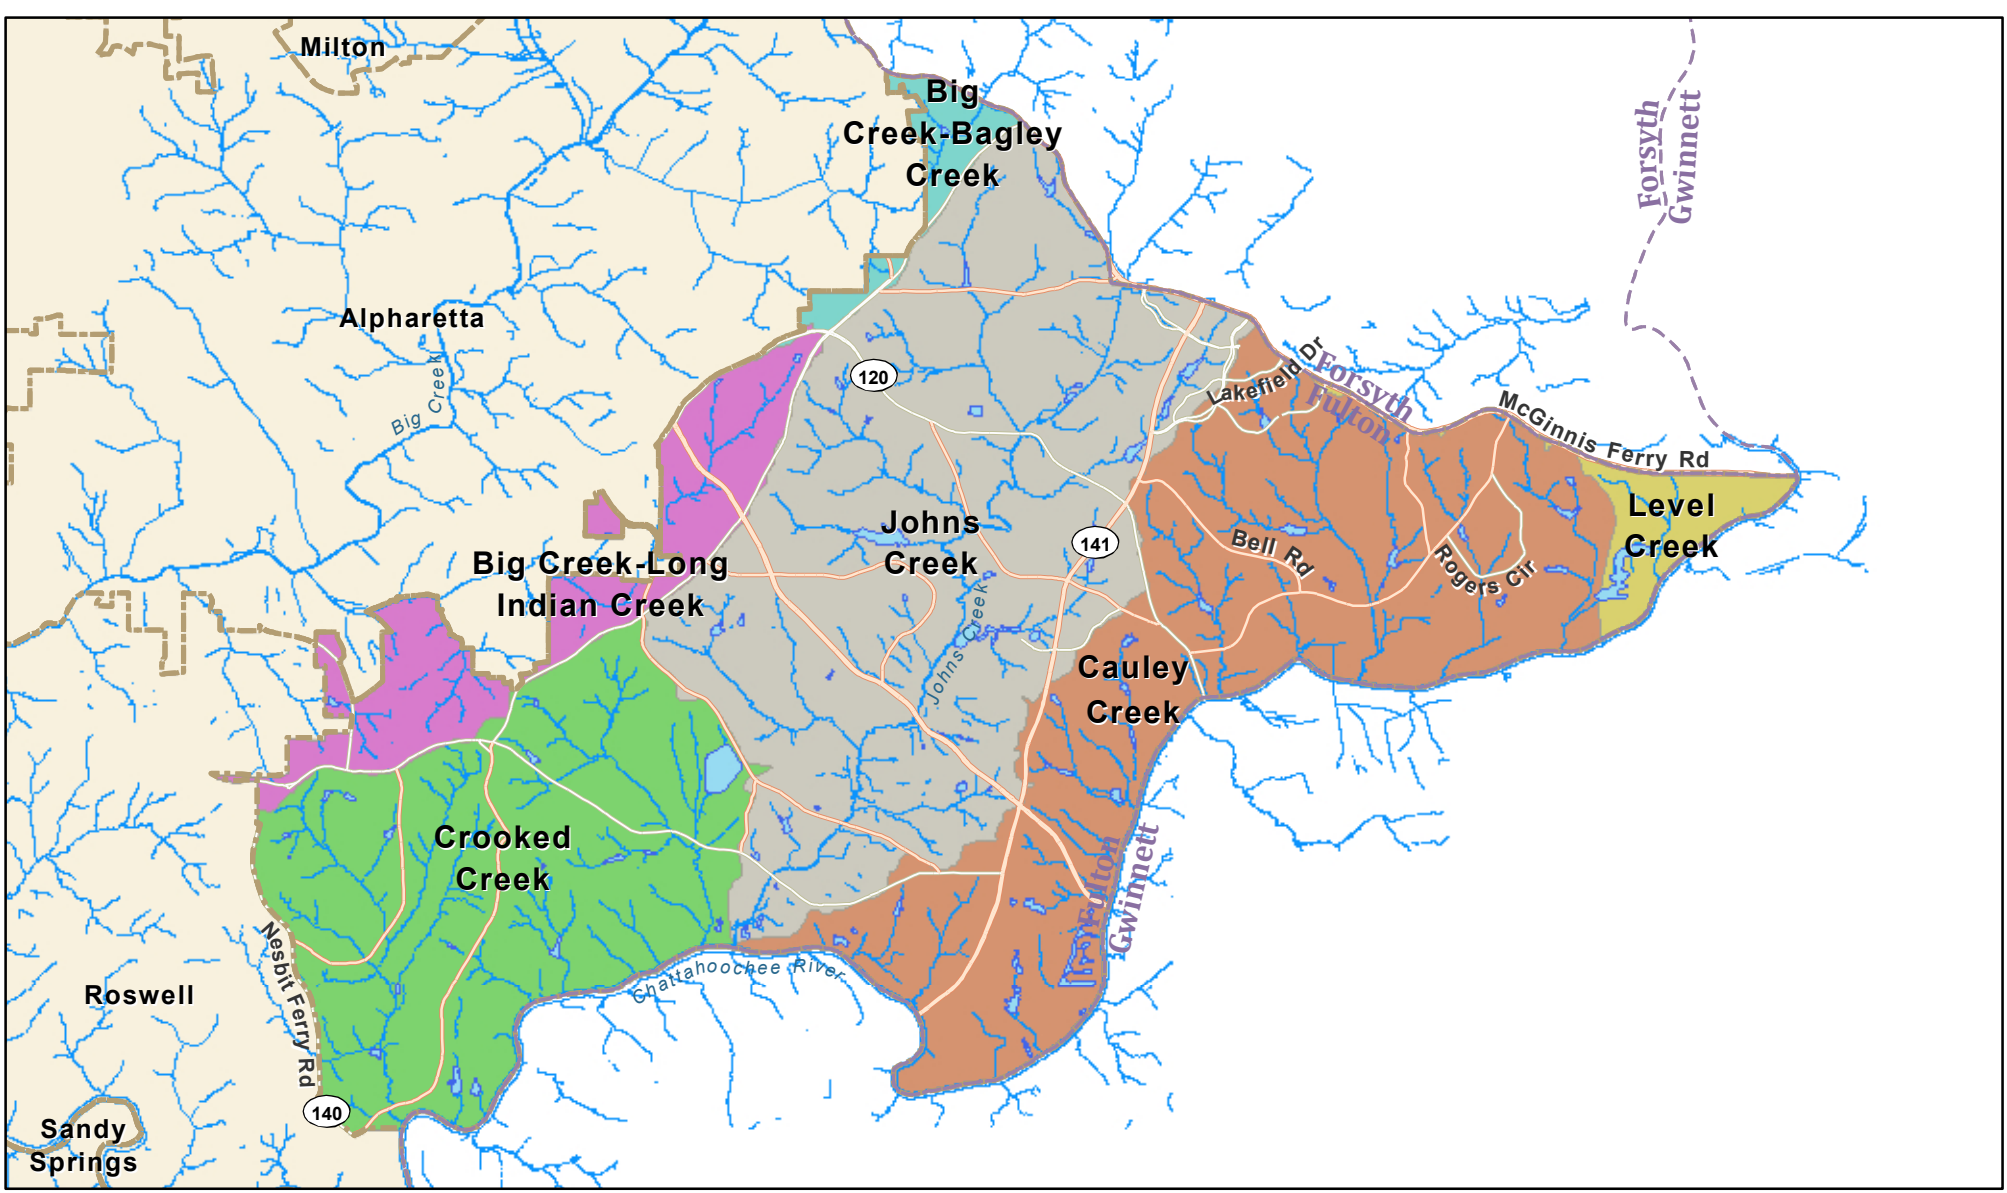 Milton
Big
Creek-Bagley
Creek
Forsyth
Gwinnett
Alpharetta
Big Creek
120
Lakefield Dr
Forsyth
Fulton
McGinnis Ferry Rd
Level
Creek
Johns
Creek
141
Bell Rd
Rogers Cir
Big Creek-Long
Indian Creek
Johns Creek
Cauley
Creek
Crooked
Creek
Fulton
Gwinnett
Nesbit Ferry Rd
Chattahoochee River
Roswell
140
Sandy
Springs